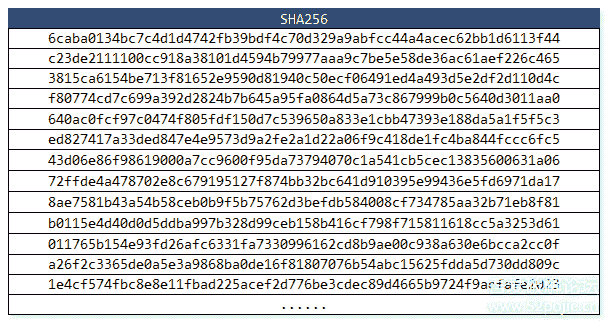 SHA256
6caba0134bc7c4d1d4742fb39bdf4c70d329a9abfcc44a4acec62bb1d6113f44
c23de2111100cc918a38101d4594b79977aaa9c7be5e58de36ac61aef226c465
3815ca6154be713f81652e9590d81940c50ecf06491ed4a493d5e2df2d110d4c
f80774cd7c699a392d2824b7b645a95fa0864d5a73c867999b0c5640d3011aa0
640ac0fcf97c0474f805fdf150d7c539650a833e1cbb47393e188da5a1f5f5c3
ed827417a33ded847e4e9573d9a2fe2a1d22a06f9c418de1fc4ba844fccc6fc5
43d06e86f98619000a7cc9600f95da73794070c1a541cb5cec13835600631a06
72ffde4a478702e8c679195127f874bb32bc641d910395e99436e5fd6971da17
8ae7581b43a54b58ceb0b9f5b75762d3befdb584008cf734785aa32b71eb8f81
b0115e4d40d0d5ddba997b328d99ceb158b416cf798f715811618cc5a3253d61
011765b154e93fd26afc6331fa7330996162cd8b9ae00c938a630e6bcca2cc0f
a26f2c3365de0a5e3a9868ba0de16f81807076b54abc15625fdda5d730dd809c
......